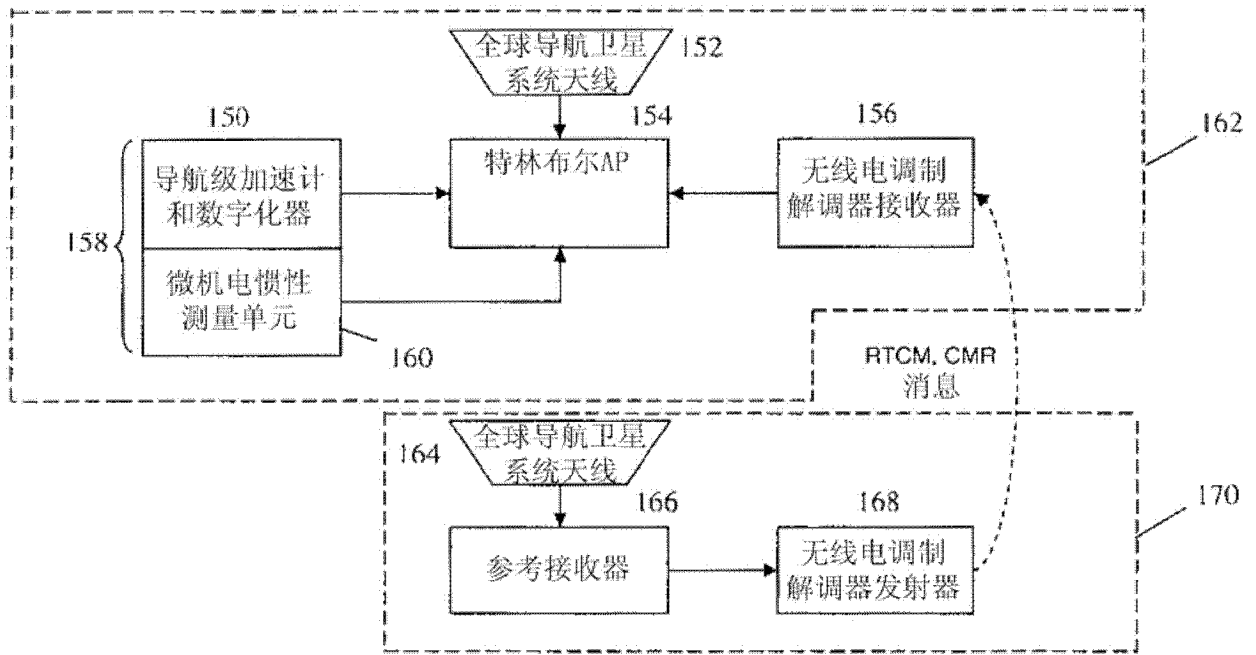 全球导航卫星
系统天线
152
150
154
156
162
导航级加速计
和数字化器
特林布尔AP
无线电调制
解调器接收器
158
微机电惯性
测量单元
160
RTCM, CMR
消息
164
全球导航卫星
系统天线
166
168
170
参考接收器
无线电调制
解调器发射器